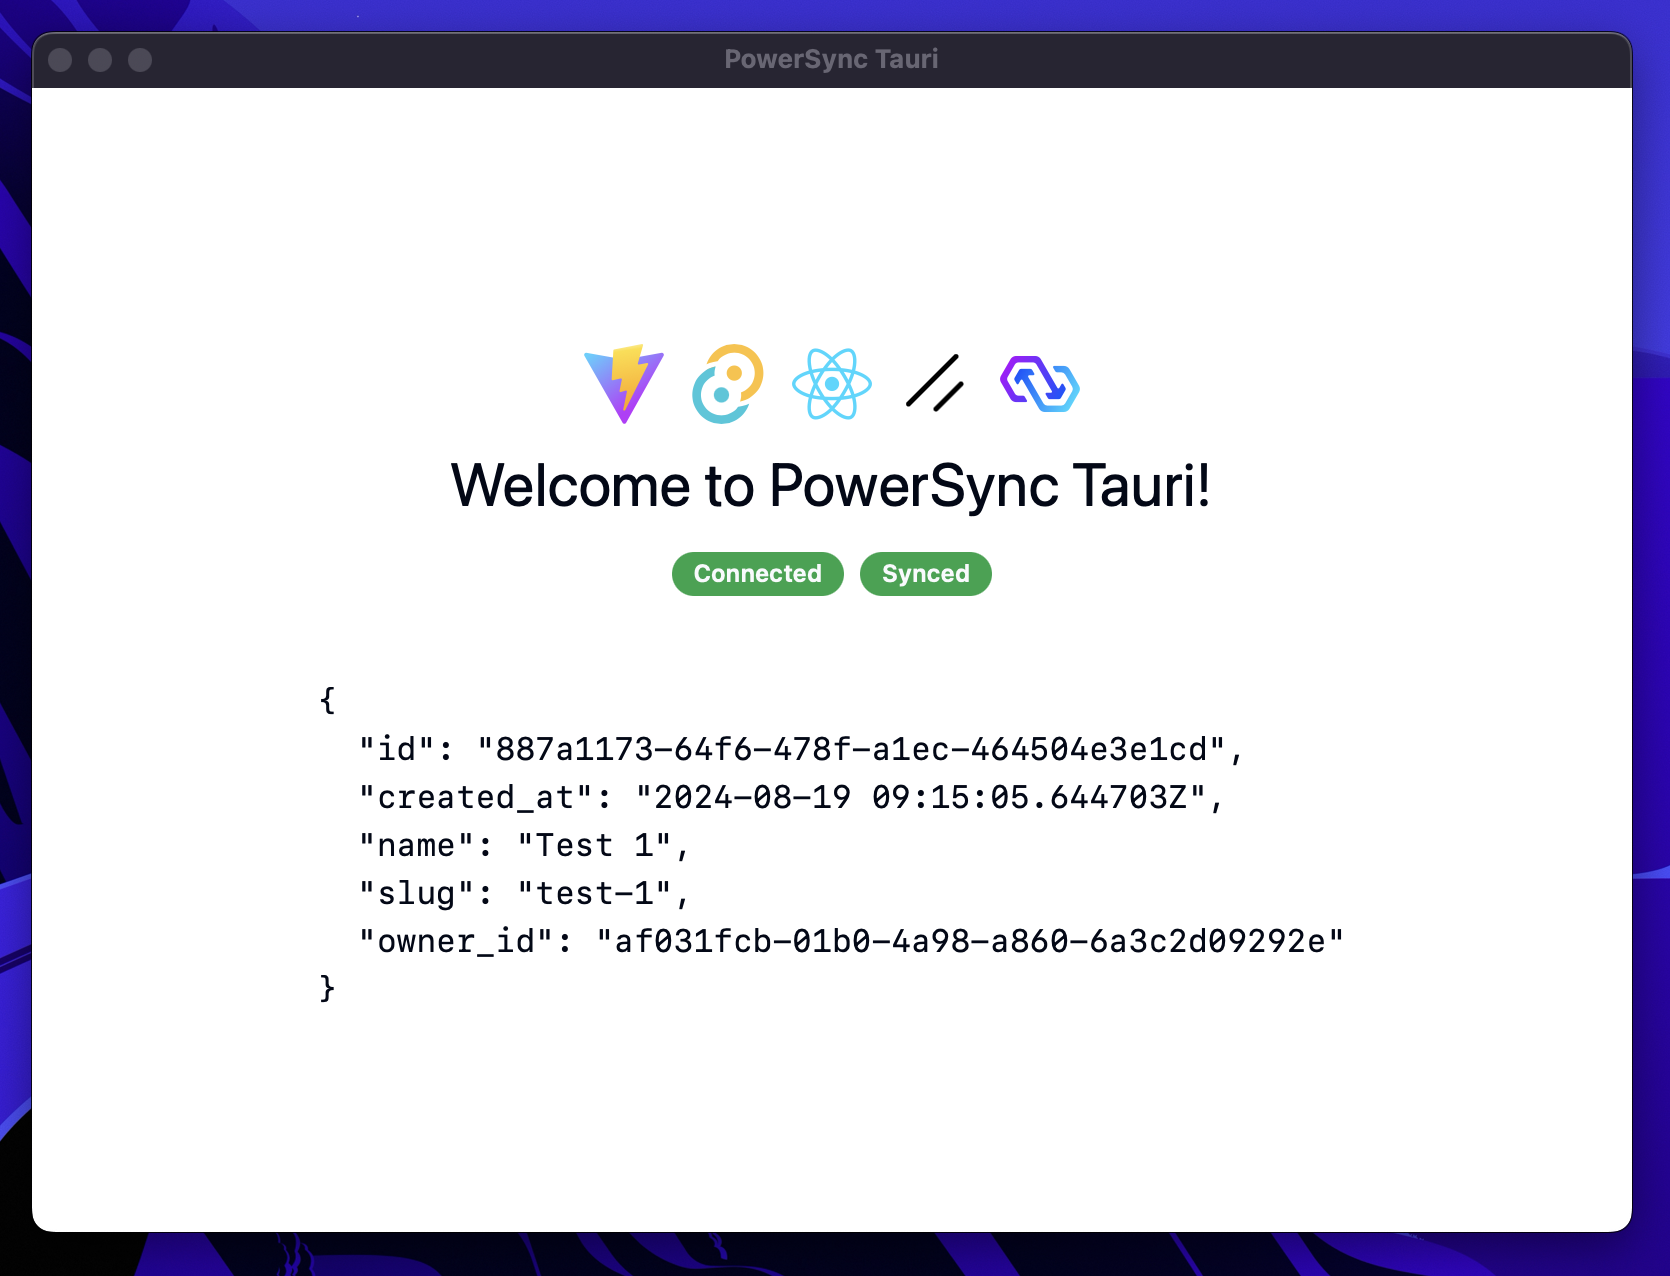 PowerSync Tauri
Welcome to PowerSync Tauri!
Connected Synced
{
  "id": "887a1173-64f6-478f-a1ec-464504e3e1cd",
  "created_at": "2024-08-19 09:15:05.644703Z",
  "name": "Test 1",
  "slug": "test-1",
  "owner_id": "af031fcb-01b0-4a98-a860-6a3c2d09292e"
}